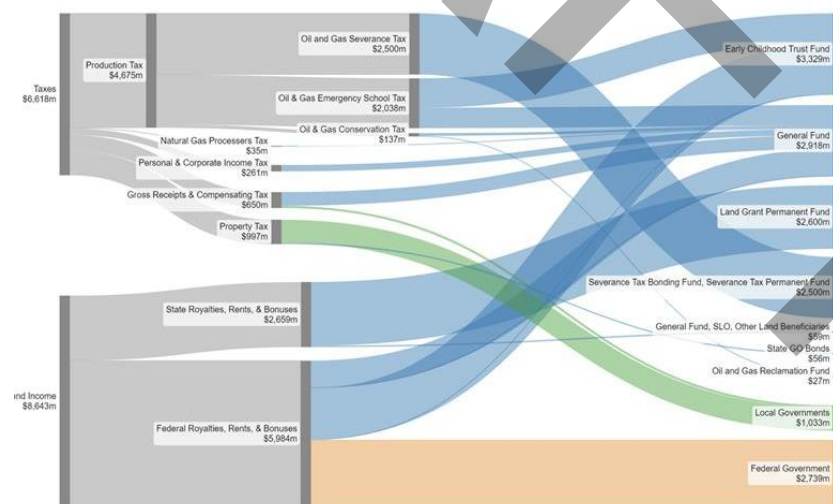 Taxes
$6,618m
Production Tax
$4,675m
Oil and Gas Severance Tax
$2,500m
Oil & Gas Emergency School Tax
$2,038m
Oil & Gas Conservation Tax
$137m
Natural Gas Processers Tax
$35m
Personal & Corporate Income Tax
$261m
Gross Receipts & Compensating Tax
$650m
Property Tax
$997m
nd Income
$8,643m
State Royalties, Rents, & Bonuses
$2,659m
Federal Royalties, Rents, & Bonuses
$5,984m
Early Childhood Trust Fund
$3,329m
General Fund
$2,918m
Land Grant Permanent Fund
$2,600m
Severance Tax Bonding Fund, Severance Tax Permanent Fund
$2,500m
General Fund, SLO, Other Land Beneficiaries
$59m
State GO Bonds
$56m
Oil and Gas Reclamation Fund
$27m
Local Governments
$1,033m
Federal Government
$2,739m